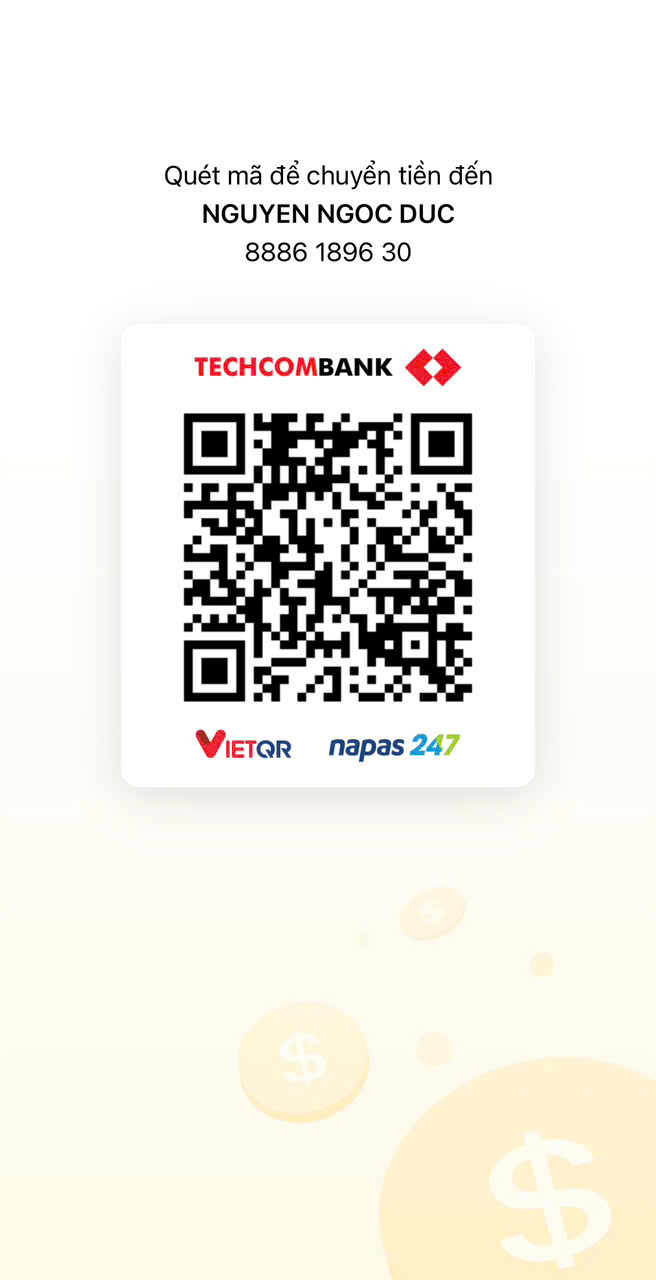 Quét mã để chuyển tiền đến
NGUYEN NGOC DUC
8886 1896 30
TECHCOMBANK
VIETQR
napas 247
$
$
$